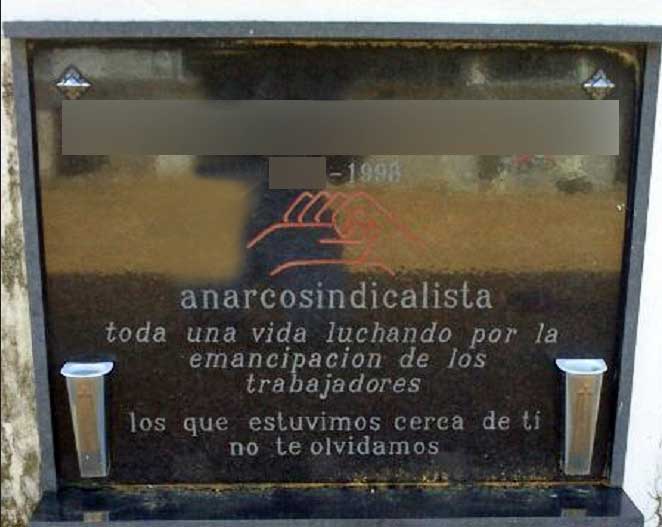 -1998
anarcosindicalista
toda una vida luchando por la
emancipacion de los
trabajadores
los que estuvimos cerca de tí
no te olvidamos